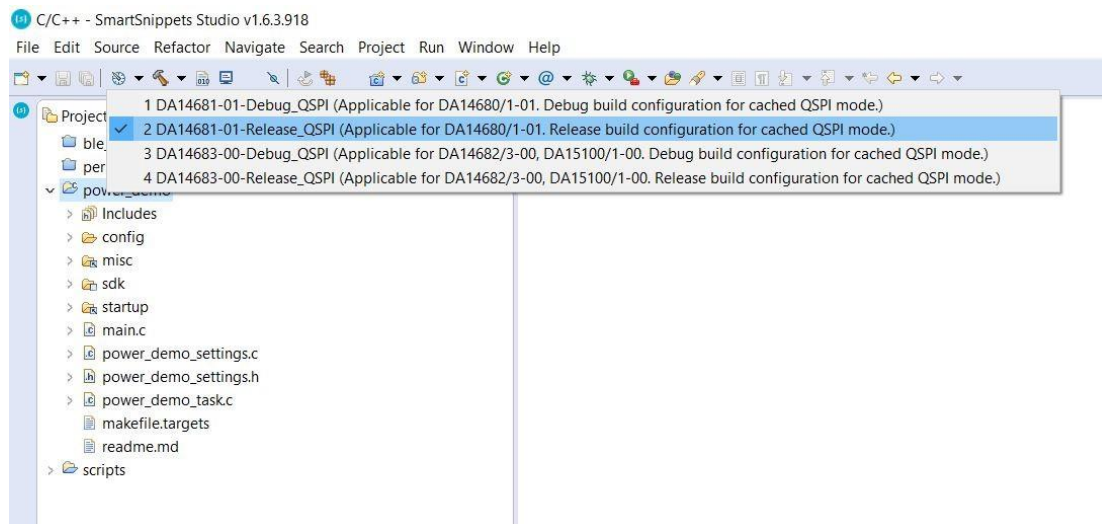 C/C++ - SmartSnippets Studio v1.6.3.918
File Edit Source Refactor Navigate Search Project Run Window Help
1 DA14681-01-Debug_QSPI (Applicable for DA14680/1-01. Debug build configuration for cached QSPI mode.)
2 DA14681-01-Release_QSPI (Applicable for DA14680/1-01. Release build configuration for cached QSPI mode.)
3 DA14683-00-Debug_QSPI (Applicable for DA14682/3-00, DA15100/1-00. Debug build configuration for cached QSPI mode.)
4 DA14683-00-Release_QSPI (Applicable for DA14682/3-00, DA15100/1-00. Release build configuration for cached QSPI mode.)
Project
ble_
per
power_demo
Includes
config
misc
sdk
startup
main.c
power_demo_settings.c
power_demo_settings.h
power_demo_task.c
makefile.targets
readme.md
scripts